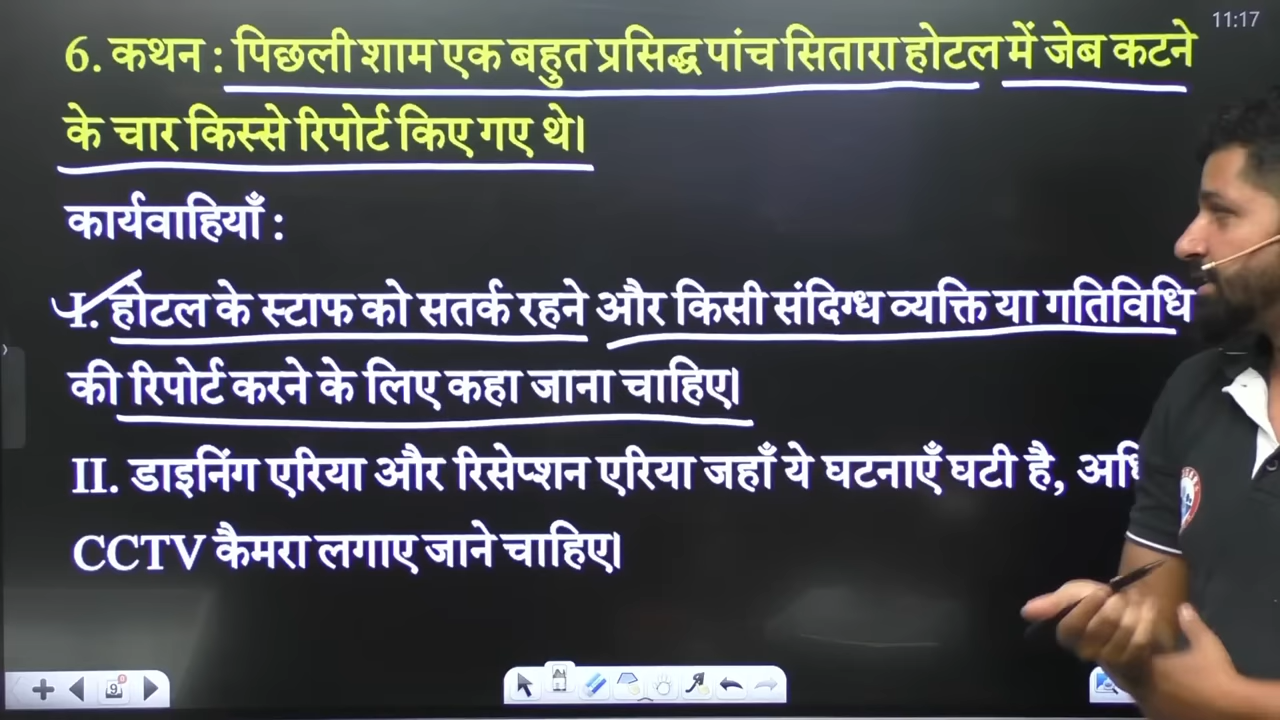 11:17
6. कथन : पिछली शाम एक बहुत प्रसिद्ध पांच सितारा होटल में जेब कटने
के चार किस्से रिपोर्ट किए गए थे।
कार्यवाहियाँ :
I. होटल के स्टाफ को सतर्क रहने और किसी संदिग्ध व्यक्ति या गतिविधि
की रिपोर्ट करने के लिए कहा जाना चाहिए।
II. डाइनिंग एरिया और रिसेप्शन एरिया जहाँ ये घटनाएँ घटी है,
CCTV कैमरा लगाए जाने चाहिए।
9